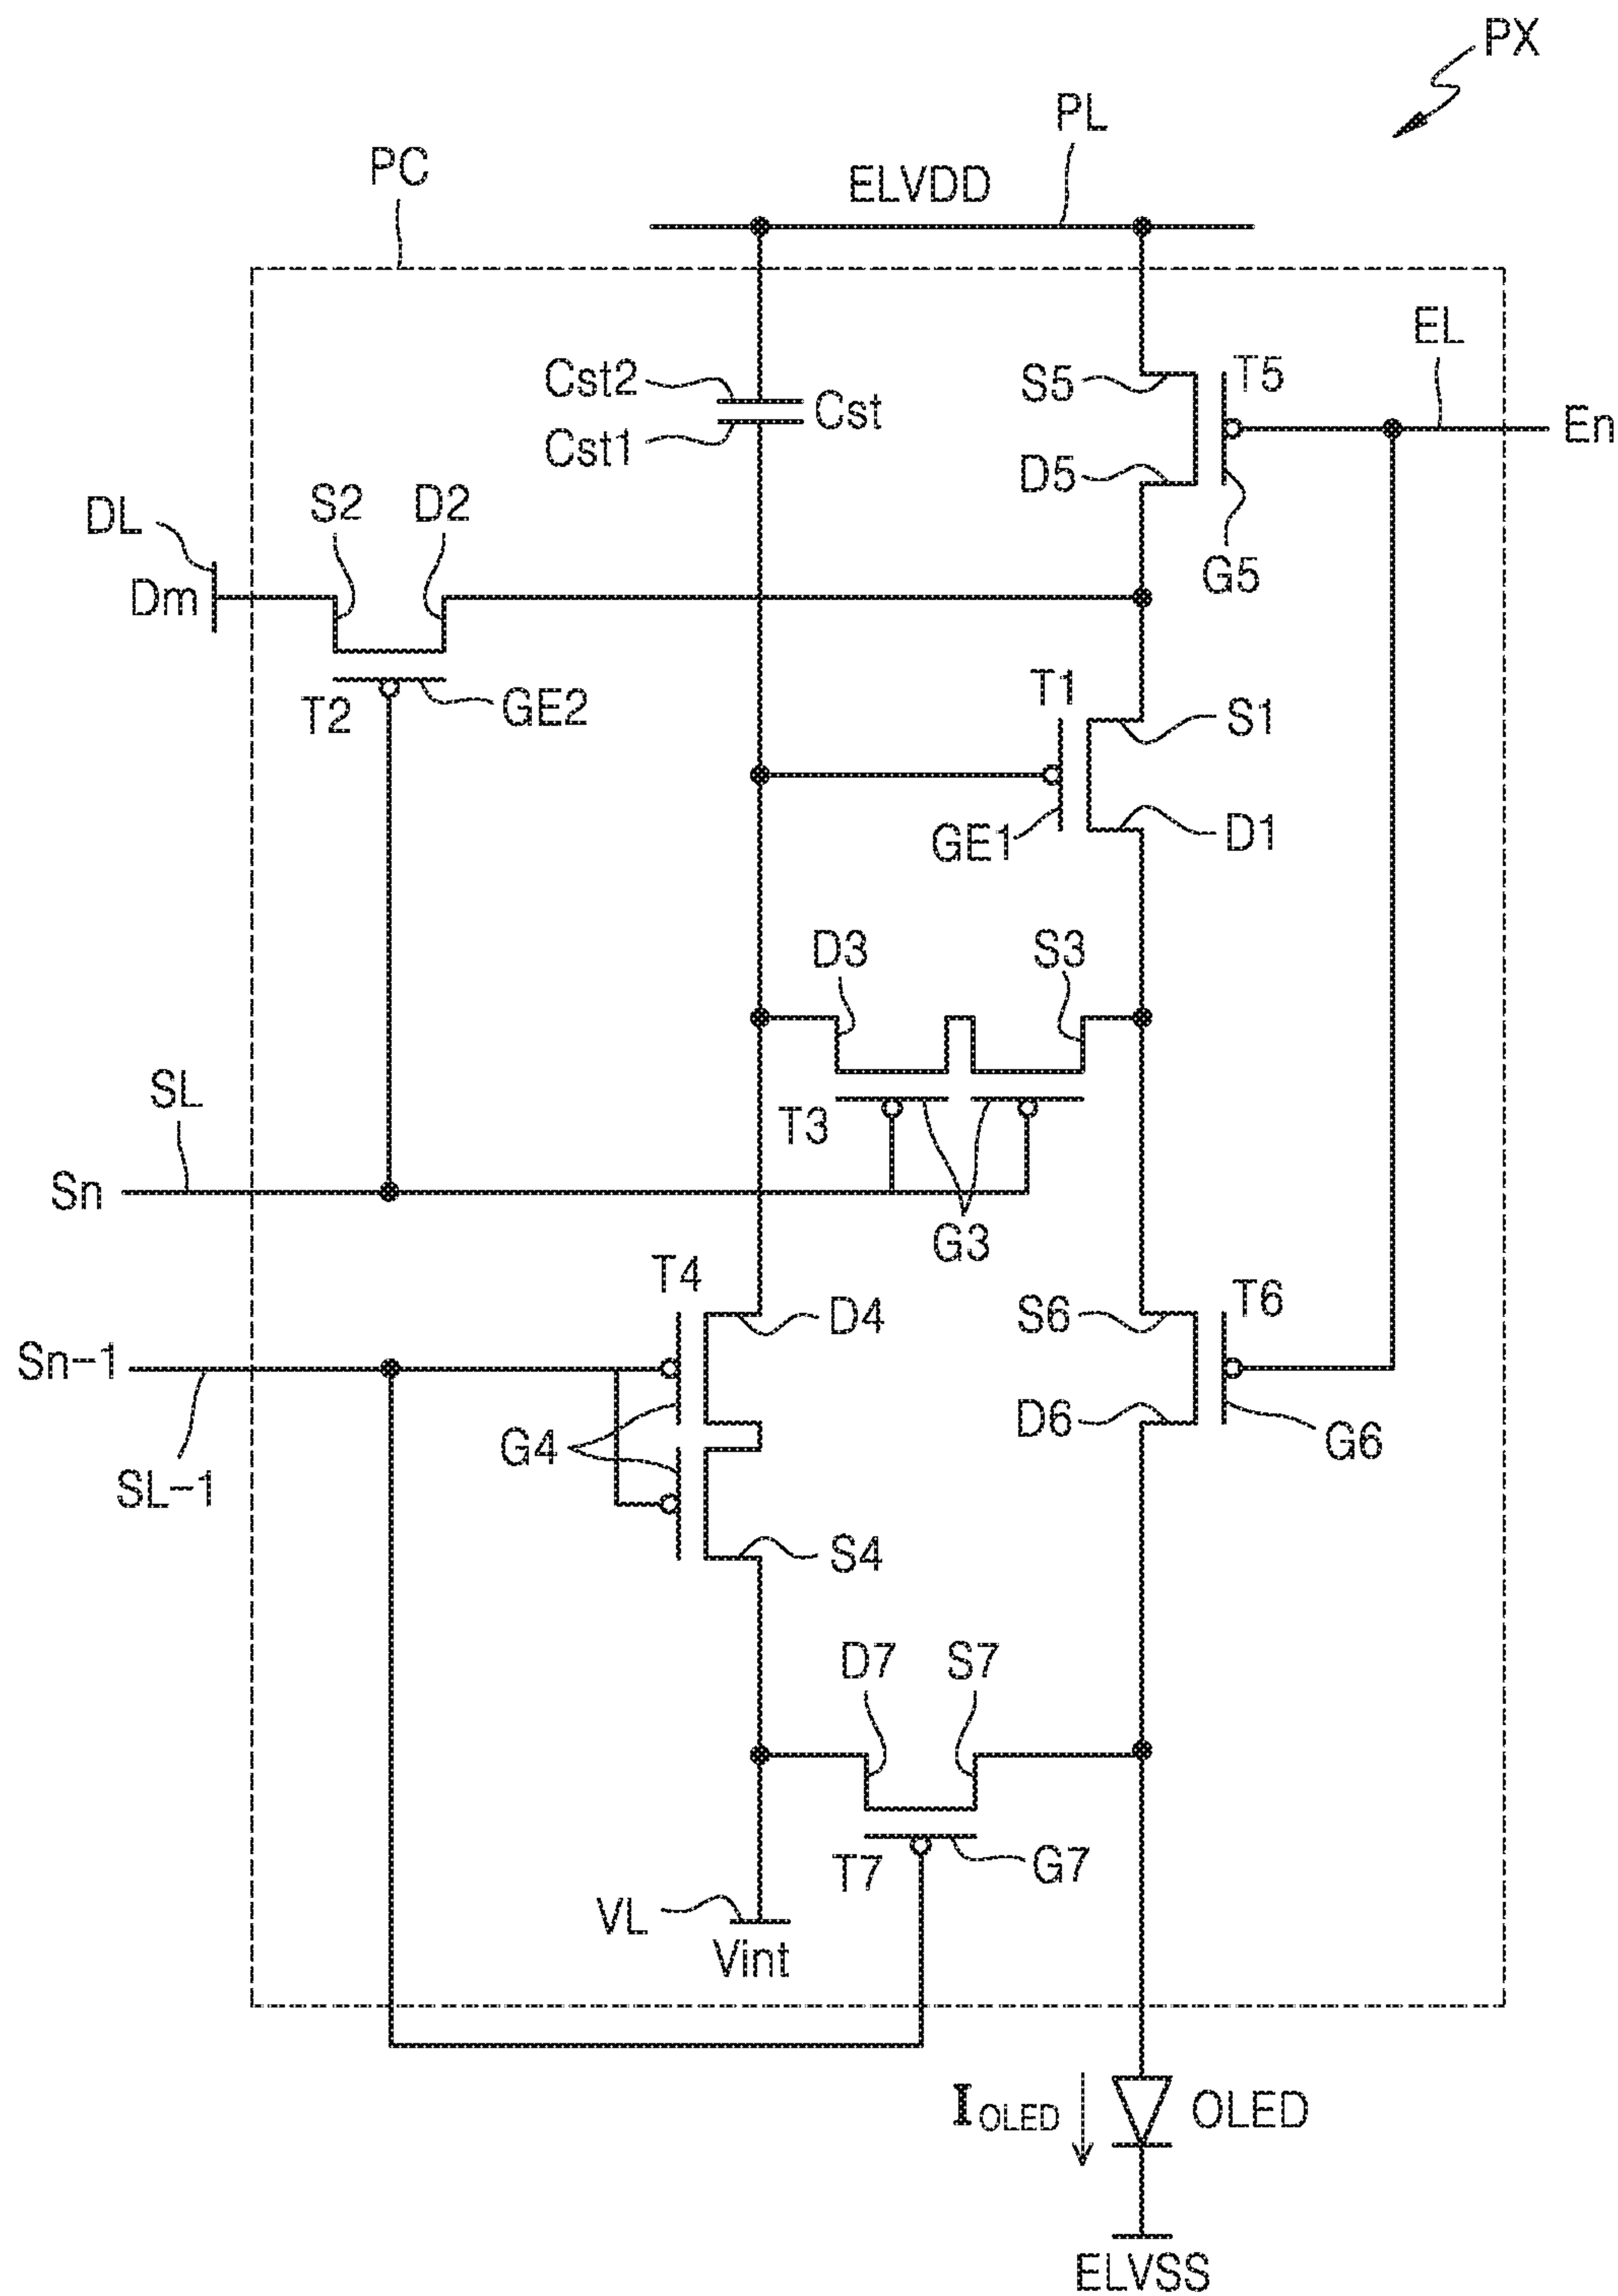 PX
PL
PC
ELVDD
EL
Cst2
Cst
Cst1
S5
T5
En
D5
G5
DL
S2
D2
Dm
T2
GE2
T1
S1
GE1
D1
D3
S3
SL
T3
Sn
G3
T4
D4
S6
T6
Sn-1
G4
D6
G6
SL-1
S4
D7
S7
T7
G7
VL
Vint
IOLED
OLED
ELVSS